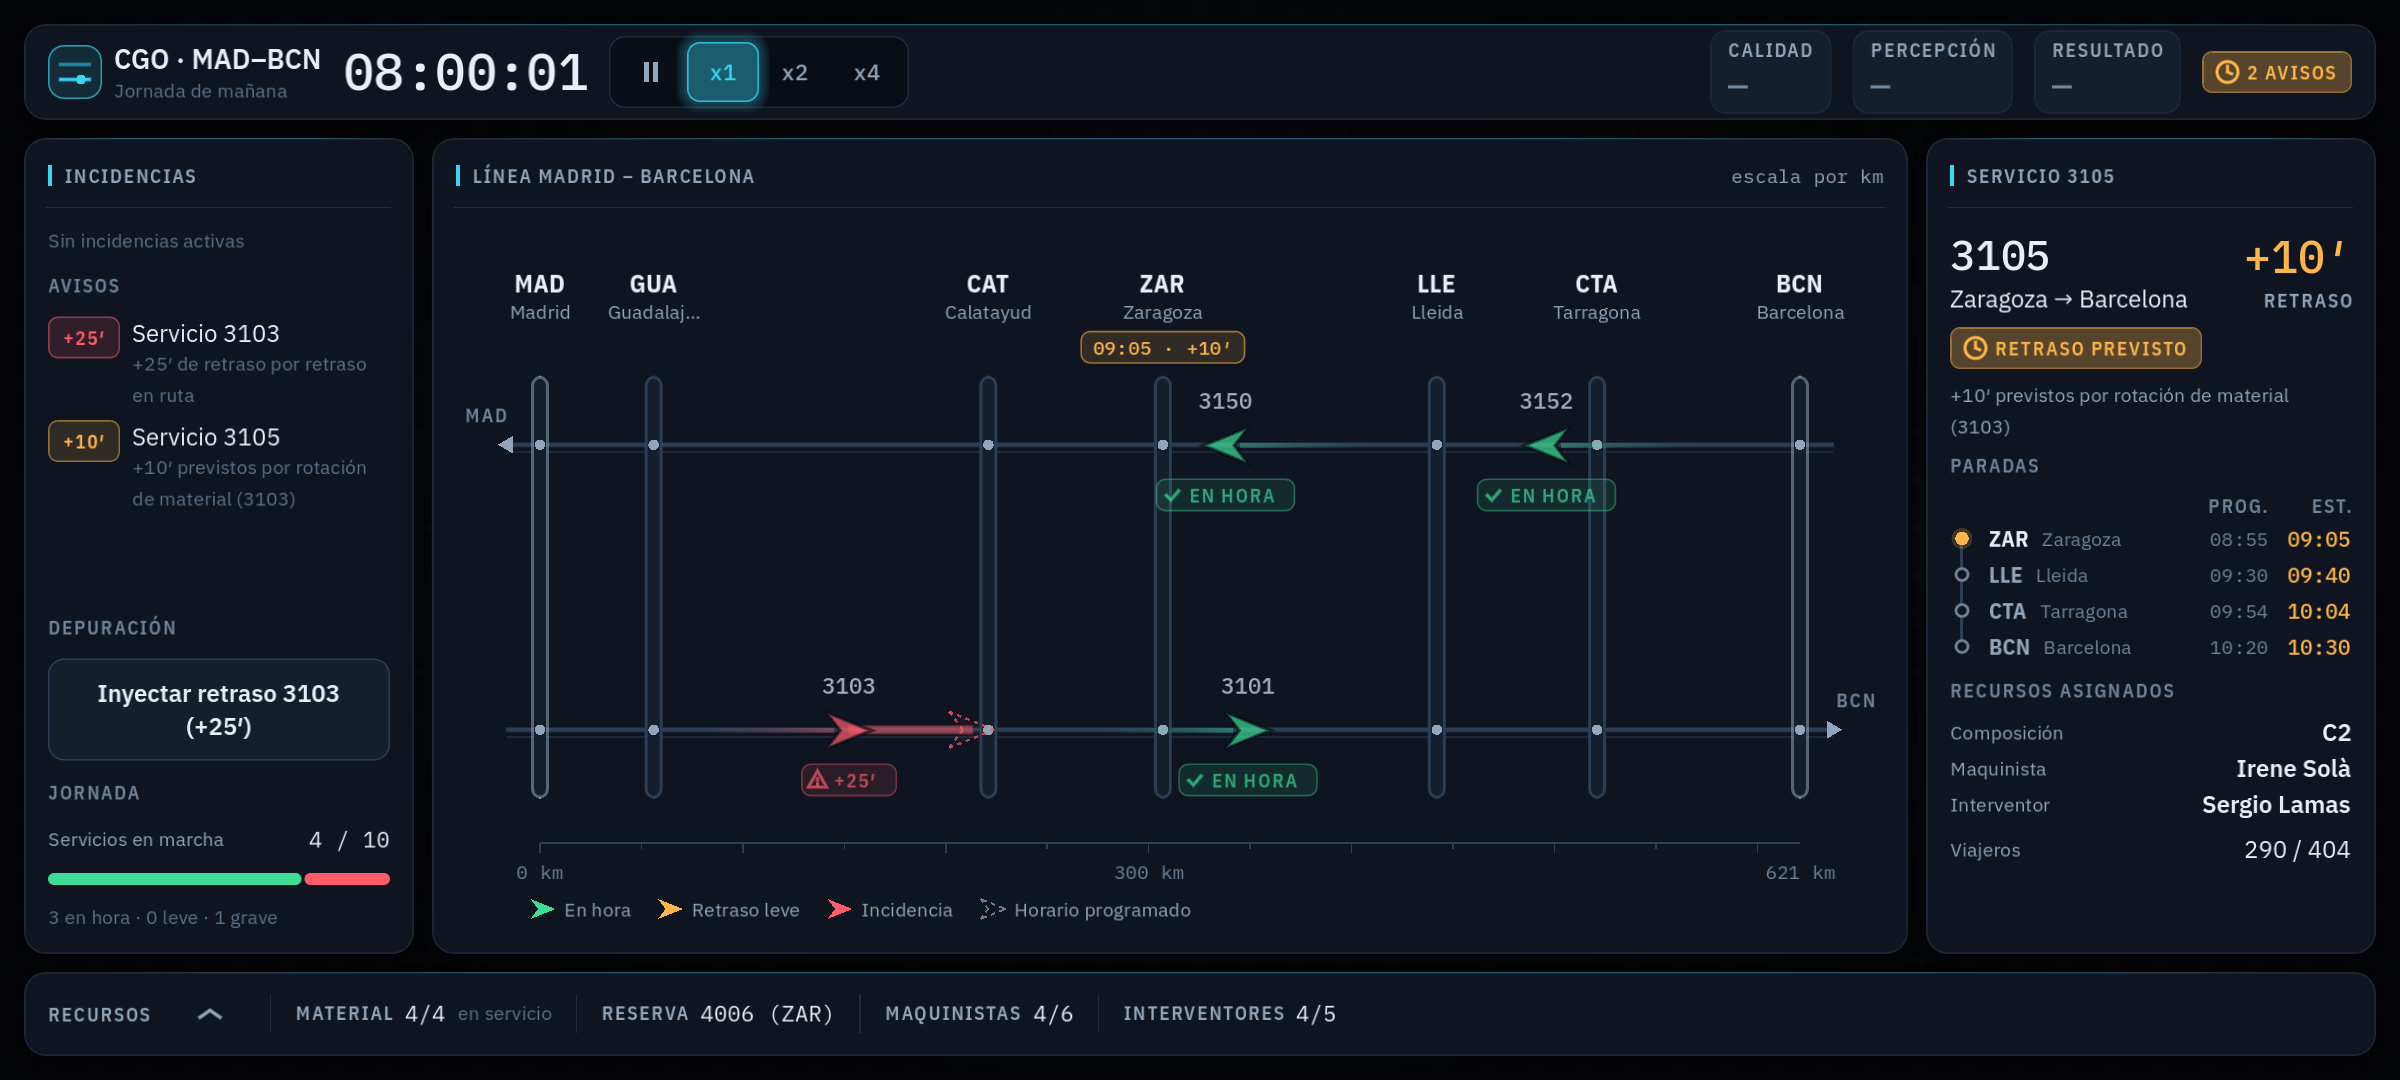 CGO · MAD–BCN
Jornada de mañana
08:00:01
x1
x2
x4
CALIDAD
—
PERCEPCIÓN
—
RESULTADO
—
2 AVISOS
INCIDENCIAS
Sin incidencias activas
AVISOS
+25′
Servicio 3103
+25′ de retraso por retraso
en ruta
+10′
Servicio 3105
+10′ previstos por rotación
de material (3103)
DEPURACIÓN
Inyectar retraso 3103
(+25′)
JORNADA
Servicios en marcha
4 / 10
3 en hora · 0 leve · 1 grave
LÍNEA MADRID – BARCELONA
escala por km
MAD
Madrid
GUA
Guadalaj…
CAT
Calatayud
ZAR
Zaragoza
LLE
Lleida
CTA
Tarragona
BCN
Barcelona
09:05 · +10′
MAD
3150
3152
EN HORA
EN HORA
3103
3101
BCN
+25′
EN HORA
0 km
300 km
621 km
En hora
Retraso leve
Incidencia
Horario programado
SERVICIO 3105
3105
+10′
Zaragoza → Barcelona
RETRASO
RETRASO PREVISTO
+10′ previstos por rotación de material
(3103)
PARADAS
PROG. EST.
ZAR Zaragoza 08:55 09:05
LLE Lleida 09:30 09:40
CTA Tarragona 09:54 10:04
BCN Barcelona 10:20 10:30
RECURSOS ASIGNADOS
Composición C2
Maquinista Irene Solà
Interventor Sergio Lamas
Viajeros 290 / 404
RECURSOS
MATERIAL 4/4 en servicio
RESERVA 4006 (ZAR)
MAQUINISTAS 4/6
INTERVENTORES 4/5